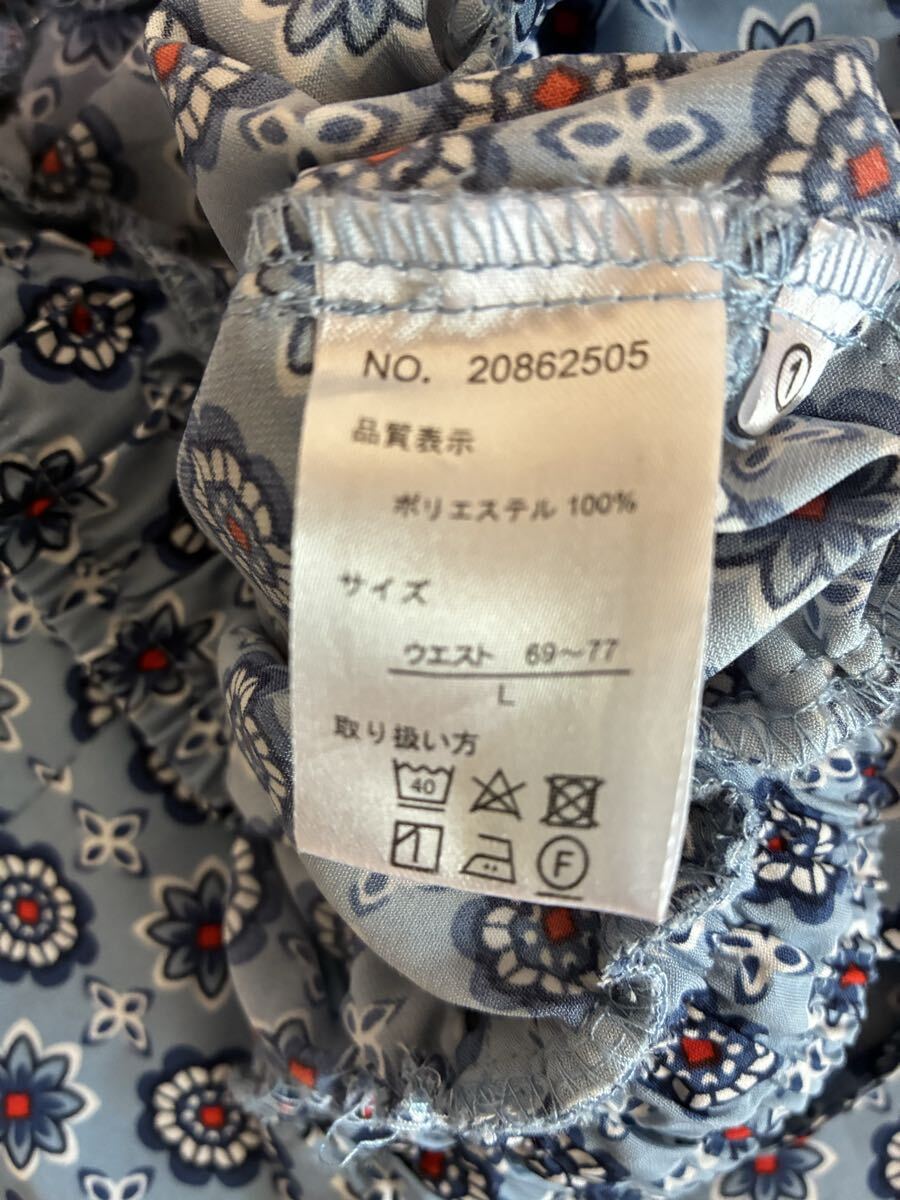 NO. 20862505
①
品質表示
ポリエステル 100%
サイズ
ウエスト 69～77
L
取り扱い方
40
F